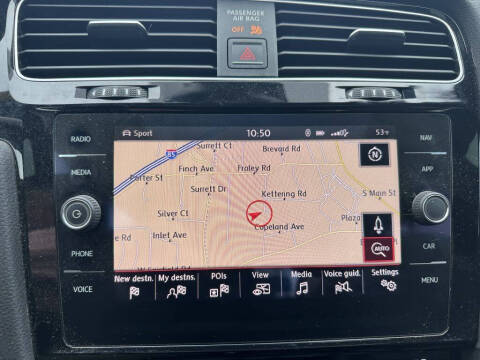 PASSENGER
AIR BAG
OFF
RADIO
MEDIA
PHONE
VOICE
Sport
10:50
53°F
NAV
APP
CAR
MENU
85
Surrett Ct
Brevard Rd
Finch Ave
Fraley Rd
Porter St
Surrett Dr
Kettering Rd
S Main St
Silver Ct
Plaza
Inlet Ave
Copeland Ave
e Rd
N
AUTO
New destn.
My destns.
POIs
View
Media
Voice guid.
Settings